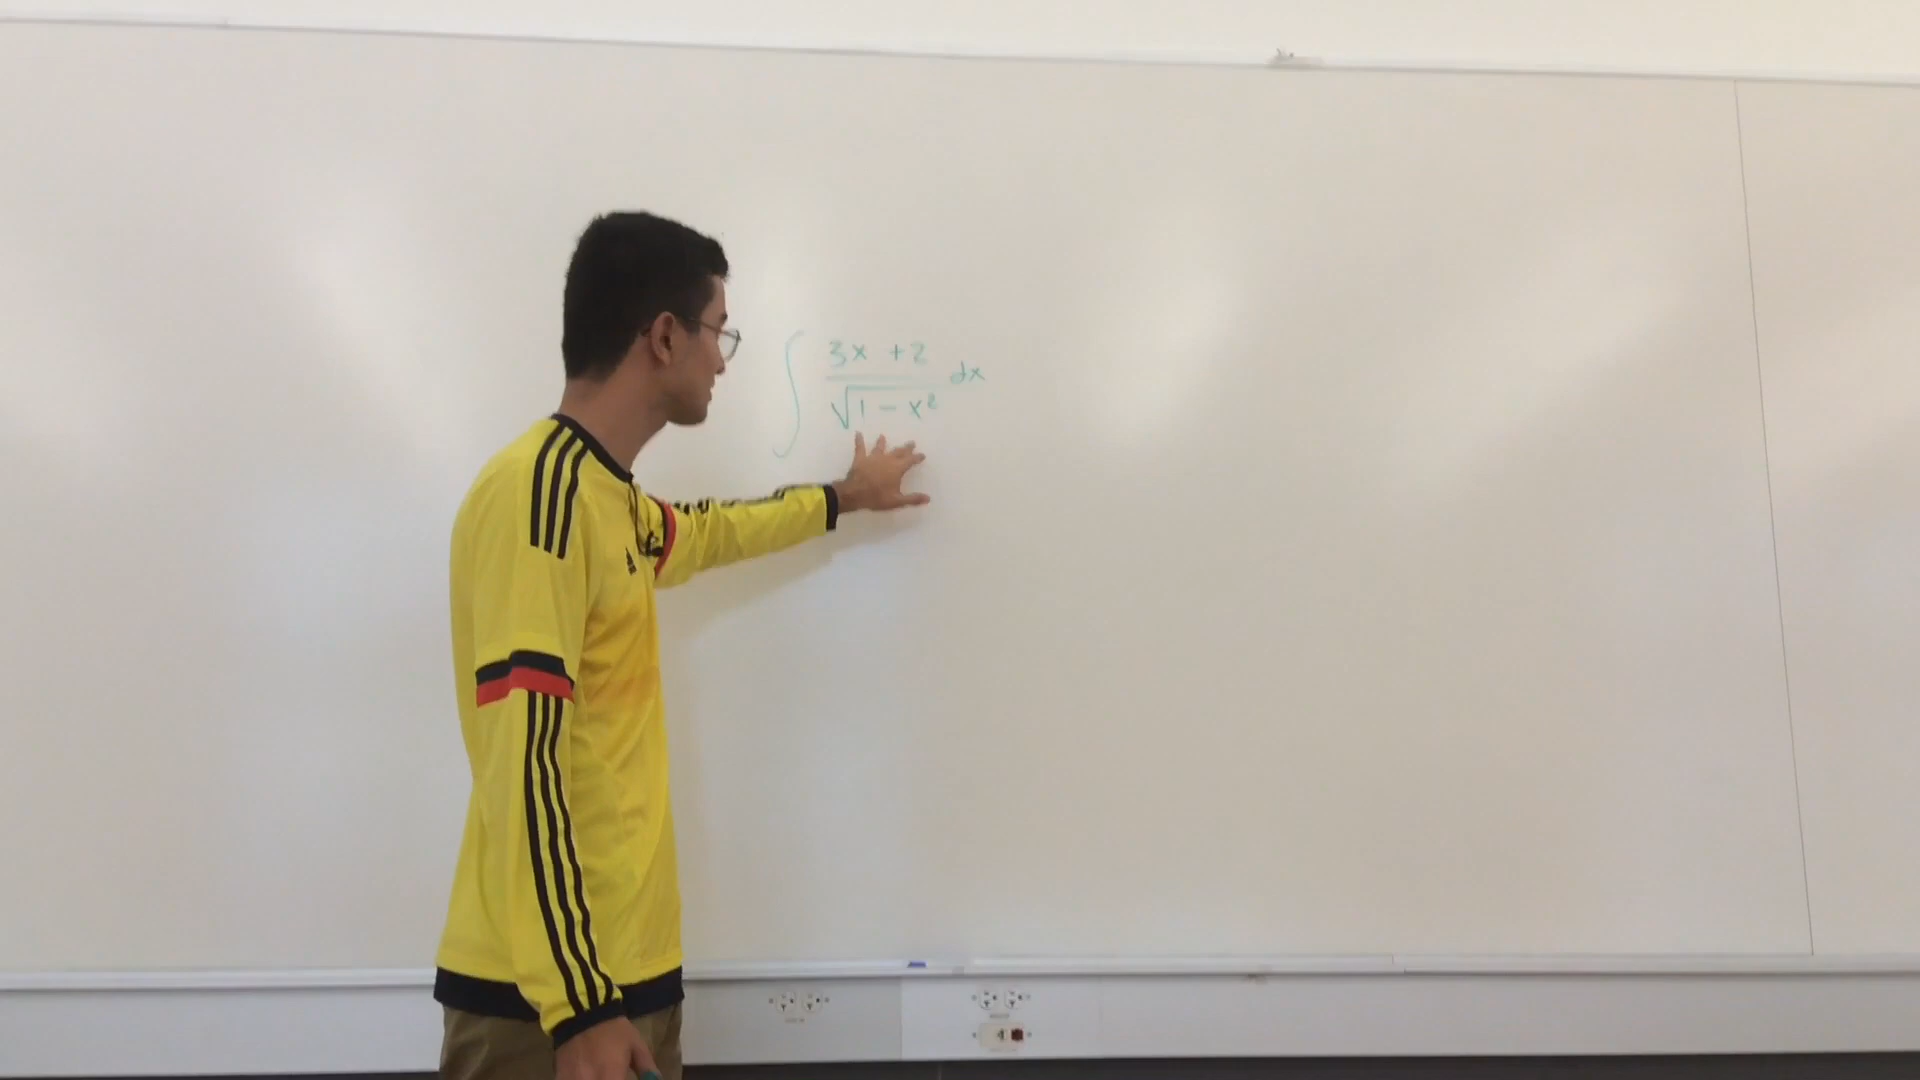 ∫ (3x + 2) / √(1 - x²) dx